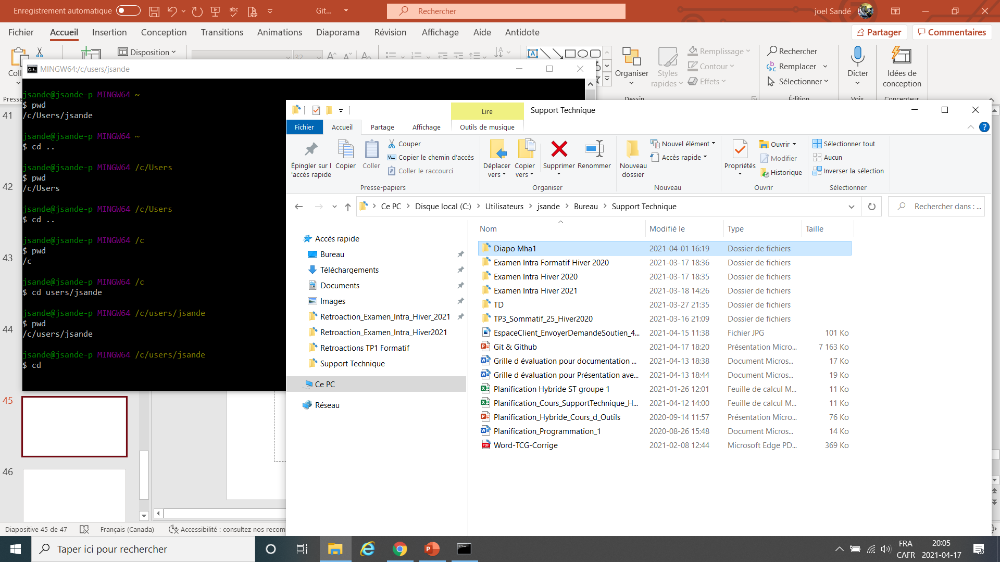 Enregistrement automatique
Git...
Rechercher
joel Sandé
Fichier Accueil Insertion Conception Transitions Animations Diaporama Révision Affichage Aide Antidote
Partager Commentaires
Disposition
32
Organiser
Styles
rapides
Remplissage
Contour
Effets
Rechercher
Remplacer
Sélectionner
Dicter
Idées de
conception
Coll
Presse
Dessin Édition Voix Concepteur
MINGW64:/c/users/jsande
jsande@jsande-p MINGW64 ~
$ pwd
/c/Users/jsande
jsande@jsande-p MINGW64 ~
$ cd ..
jsande@jsande-p MINGW64 /c/Users
$ pwd
/c/Users
jsande@jsande-p MINGW64 /c/Users
$ cd ..
jsande@jsande-p MINGW64 /c
$ pwd
/c
jsande@jsande-p MINGW64 /c
$ cd users/jsande
jsande@jsande-p MINGW64 /c/users/jsande
$ pwd
/c/users/jsande
jsande@jsande-p MINGW64 /c/users/jsande
$ cd
41
42
43
44
45
46
Lire
Support Technique
Fichier Accueil Partage Affichage Outils de musique
Épingler sur l
'accès rapide
Copier
Coller
Couper
Copier le chemin d'accès
Coller le raccourci
Presse-papiers
Déplacer
vers
Copier
vers
Supprimer
Renommer
Organiser
Nouveau
dossier
Nouvel élément
Accès rapide
Nouveau
Propriétés
Ouvrir
Modifier
Historique
Ouvrir
Sélectionner tout
Aucun
Inverser la sélection
Sélectionner
Ce PC > Disque local (C:) > Utilisateurs > jsande > Bureau > Support Technique
Rechercher dans : ...
Accès rapide
Bureau
Téléchargements
Documents
Images
Retroaction_Examen_Intra_Hiver_2021
Retroaction_Examen_Intra_Hiver2021
Retroactions TP1 Formatif
Support Technique
Ce PC
Réseau
Nom Modifié le Type Taille
Diapo Mha1 2021-04-01 16:19 Dossier de fichiers
Examen Intra Formatif Hiver 2020 2021-03-17 18:36 Dossier de fichiers
Examen Intra Hiver 2020 2021-03-17 18:35 Dossier de fichiers
Examen Intra Hiver 2021 2021-03-18 14:26 Dossier de fichiers
TD 2021-03-27 21:35 Dossier de fichiers
TP3_Sommatif_25_Hiver2020 2021-03-16 21:09 Dossier de fichiers
EspaceClient_EnvoyerDemandeSoutien_4... 2021-04-15 11:38 Fichier JPG 101 Ko
Git & Github 2021-04-17 18:20 Présentation Micro... 7 163 Ko
Grille d évaluation pour documentation ... 2021-04-13 18:38 Document Micros... 17 Ko
Grille d évaluation pour Présentation ave... 2021-04-13 18:44 Document Micros... 19 Ko
Planification Hybride ST groupe 1 2021-01-26 12:01 Feuille de calcul M... 11 Ko
Planification_Cours_SupportTechnique_H... 2021-04-12 14:00 Feuille de calcul M... 11 Ko
Planification_Hybride_Cours_d_Outils 2020-09-14 11:57 Présentation Micro... 76 Ko
Planification_Programmation_1 2020-08-26 15:48 Document Micros... 14 Ko
Word-TCG-Corrige 2021-02-08 12:44 Microsoft Edge PD... 369 Ko
Diapositive 45 de 47 Français (Canada) Accessibilité : consultez nos recom
Taper ici pour rechercher
FRA
CAFR
20:05
2021-04-17